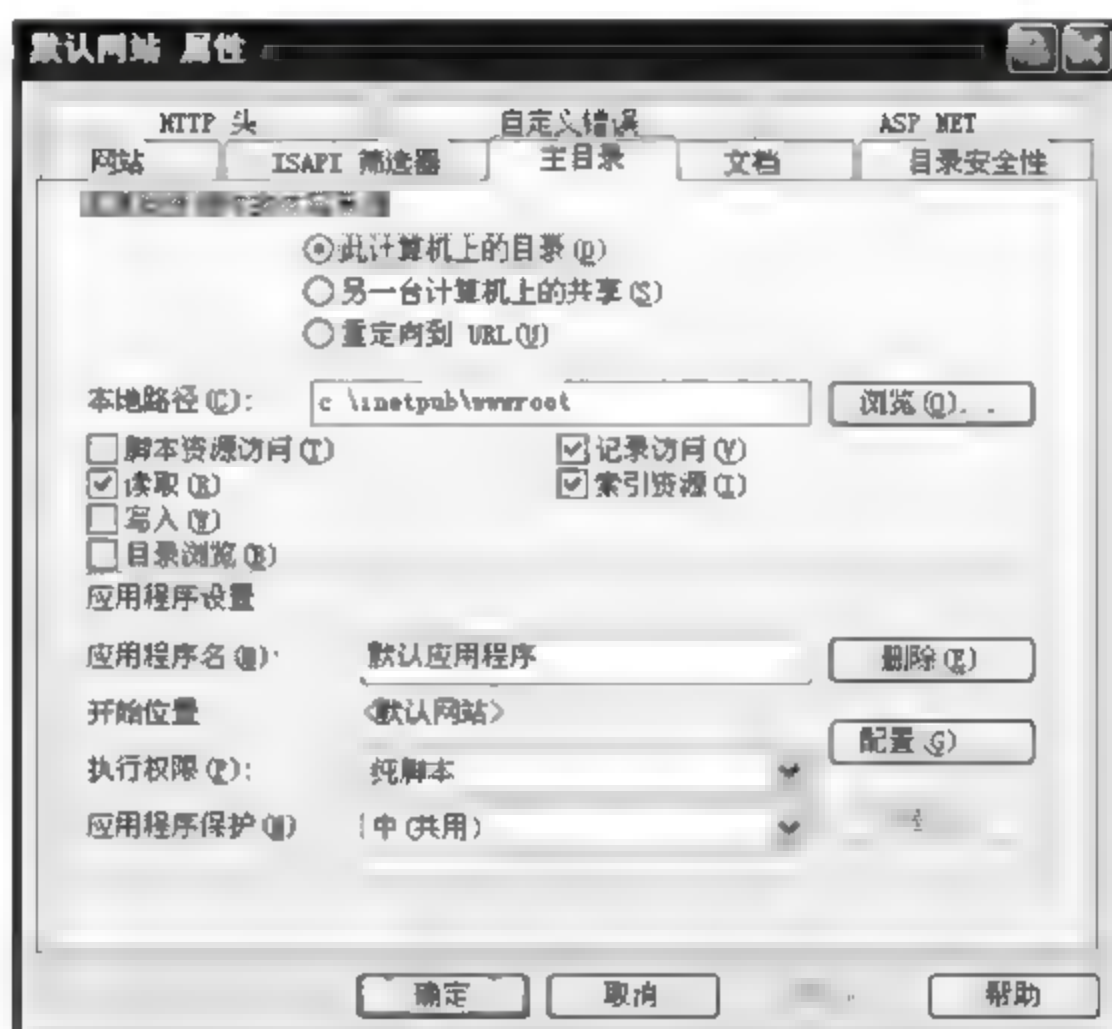 默认网站 属性
HTTP 头 自定义错误 ASP NET
网站 ISAPI 筛选器 主目录 文档 目录安全性
此计算机上的目录(D)
另一台计算机上的共享(S)
重定向到 URL(U)
本地路径(C): c \inetpub\wwwroot 浏览(O). .
脚本资源访问(T) 记录访问(V)
读取(R) 索引资源(I)
写入(W)
目录浏览(B)
应用程序设置
应用程序名(M): 默认应用程序 删除(E)
开始位置 <默认网站>
配置(G)
执行权限(P): 纯脚本
应用程序保护(N) 中(共用)
确定 取消 帮助